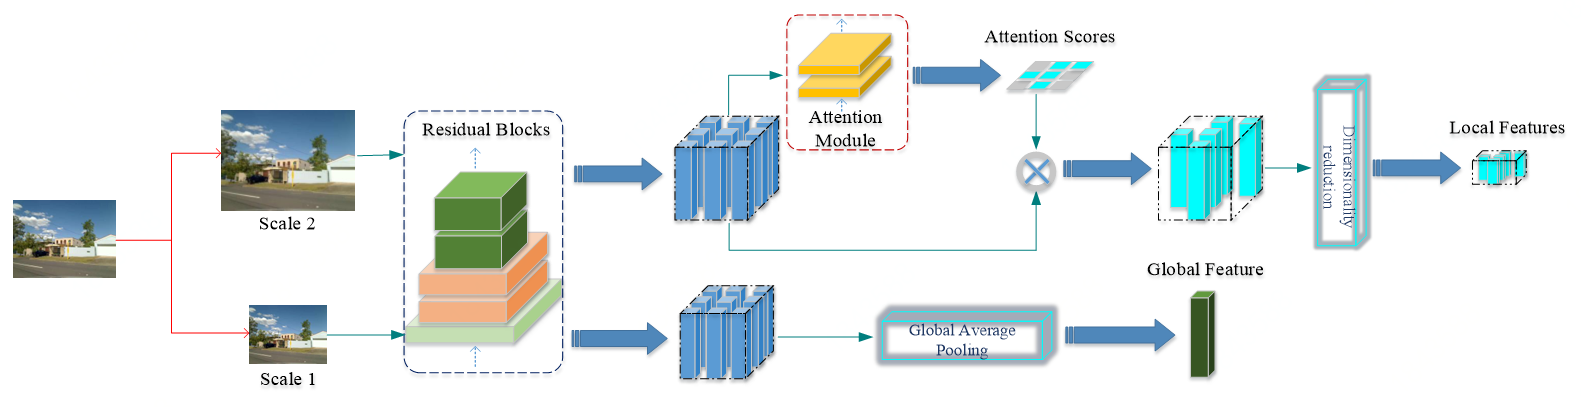 Attention Scores
Attention
Module
Residual Blocks
Scale 2
Dimensionality
reduction
Local Features
Global Feature
Global Average
Pooling
Scale 1